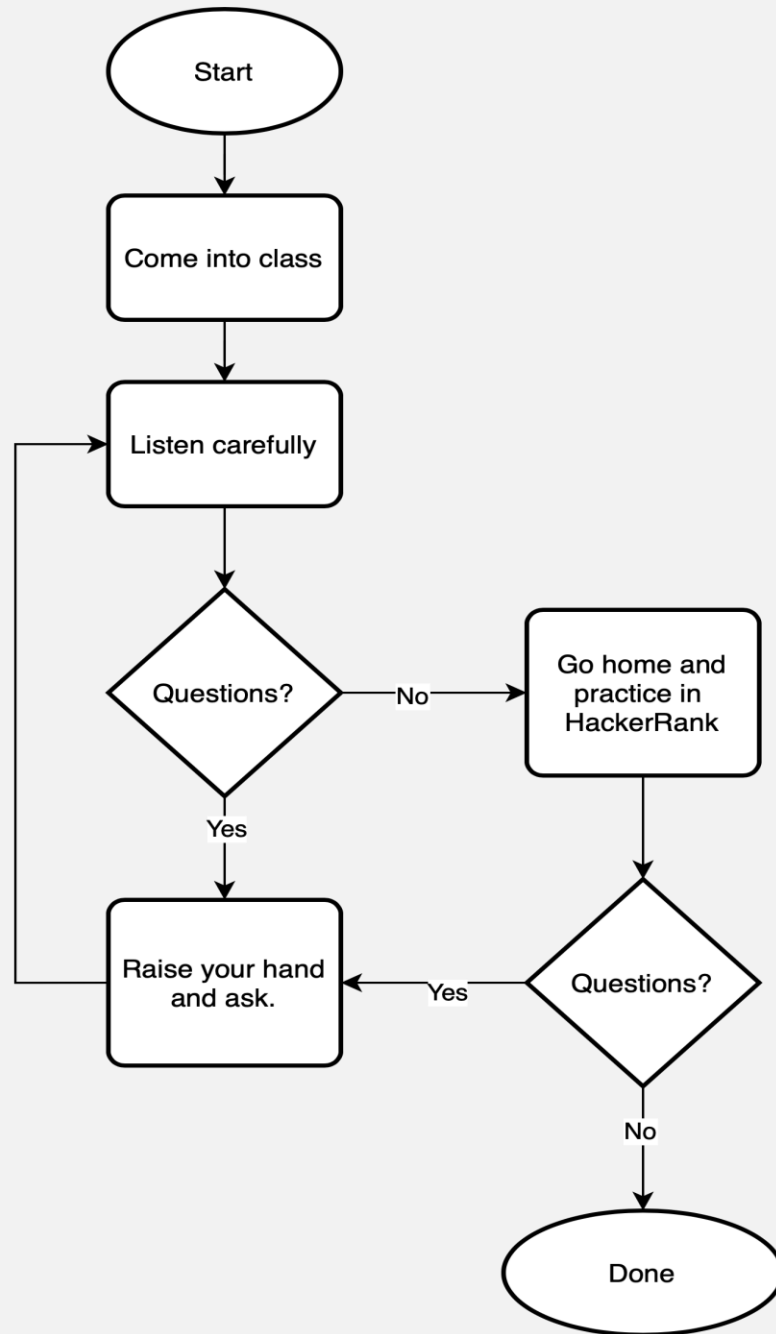 Start
Come into class
Listen carefully
Questions?
No
Go home and
practice in
HackerRank
Yes
Raise your hand
and ask.
Yes
Questions?
No
Done